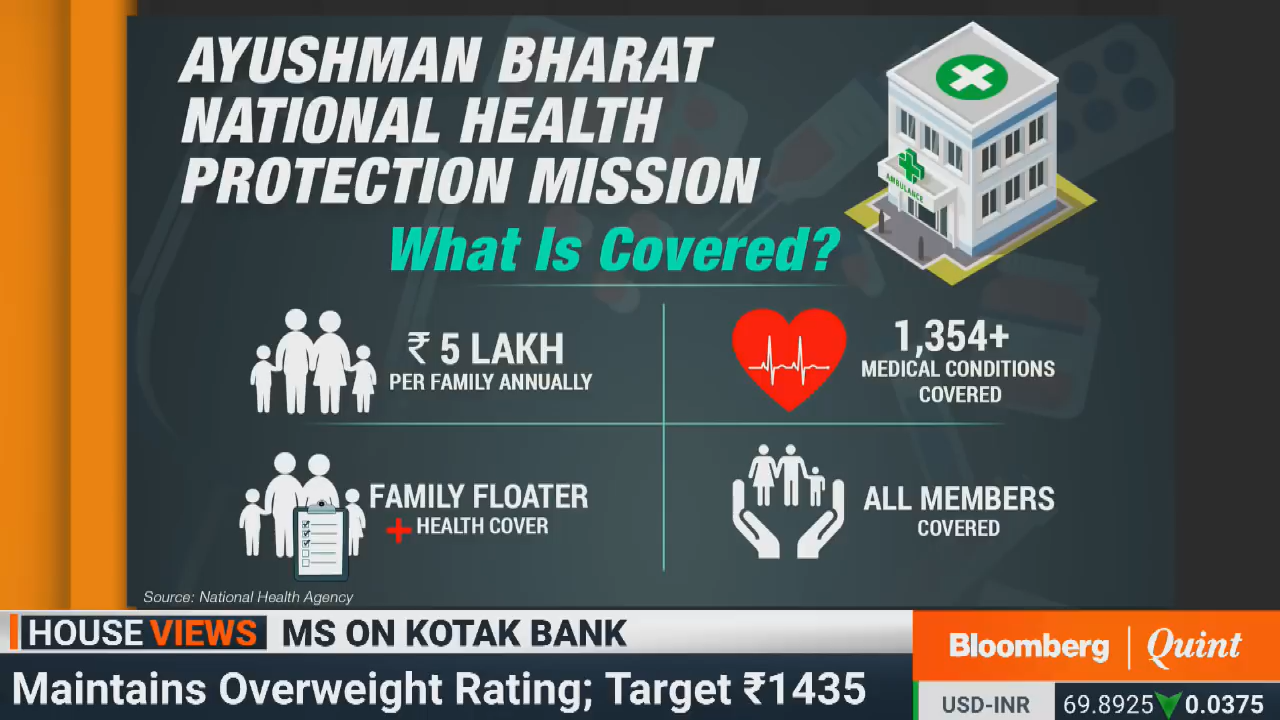 AYUSHMAN BHARAT
NATIONAL HEALTH
PROTECTION MISSION
What Is Covered?
AMBULANCE
₹ 5 LAKH
PER FAMILY ANNUALLY
1,354+
MEDICAL CONDITIONS
COVERED
FAMILY FLOATER
+ HEALTH COVER
ALL MEMBERS
COVERED
Source: National Health Agency
HOUSE VIEWS MS ON KOTAK BANK
Maintains Overweight Rating; Target ₹1435
Bloomberg | Quint
USD-INR 69.8925 0.0375